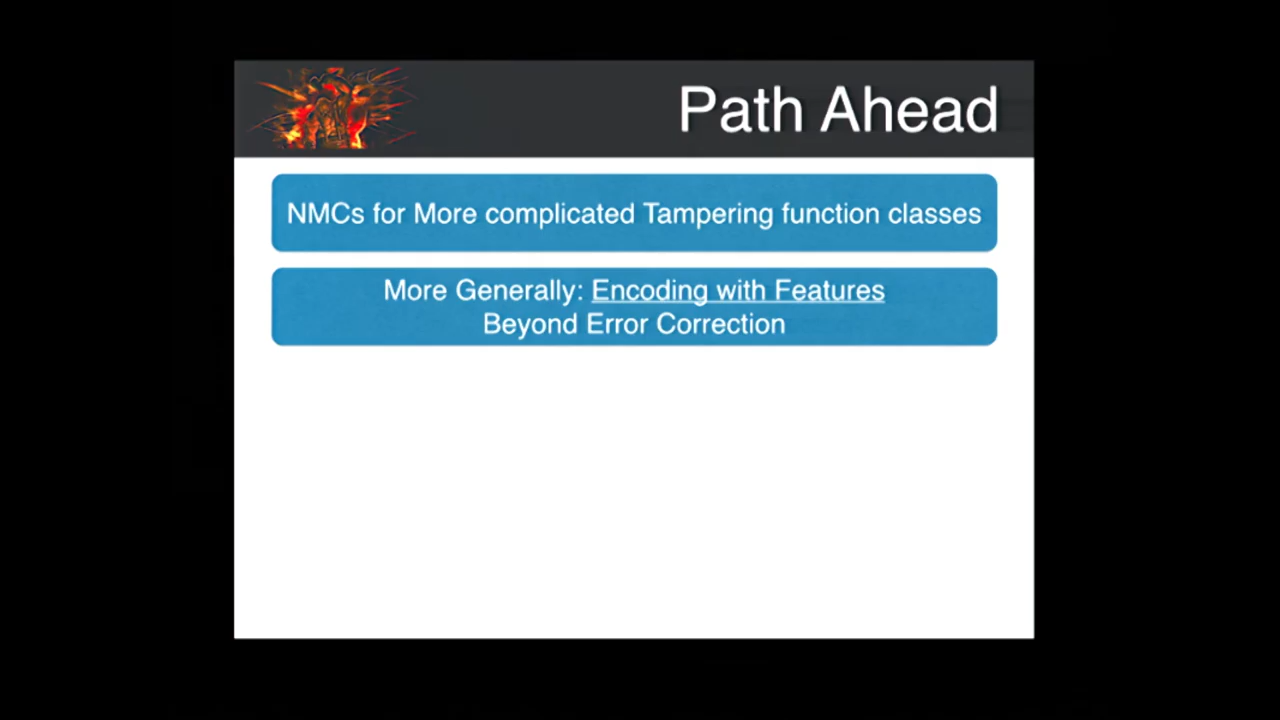 Path Ahead
NMCs for More complicated Tampering function classes
More Generally: Encoding with Features
Beyond Error Correction